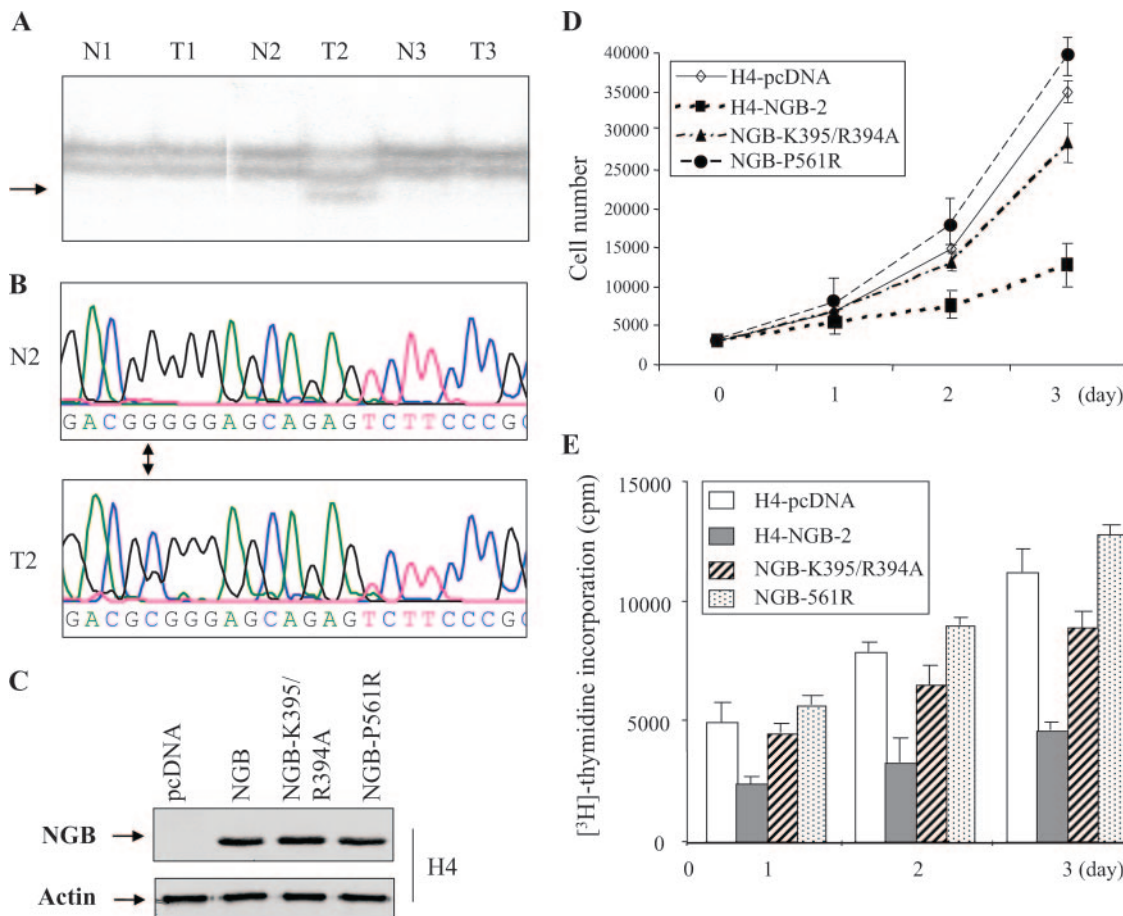 A
N1 T1 N2 T2 N3 T3
B
N2
GACGGGGGAGCAGAGTCTTCCCG
T2
GACGCGGGAGCAGAGTCTTCCCG
C
pcDNA
NGB
NGB-K395/
R394A
NGB-P561R
NGB
Actin
H4
D
H4-pcDNA
H4-NGB-2
NGB-K395/R394A
NGB-P561R
Cell number
40000
35000
30000
25000
20000
15000
10000
5000
0
0 1 2 3 (day)
E
H4-pcDNA
H4-NGB-2
NGB-K395/R394A
NGB-561R
[³H]-thymidine incorporation (cpm)
15000
10000
5000
0
0 1 2 3 (day)